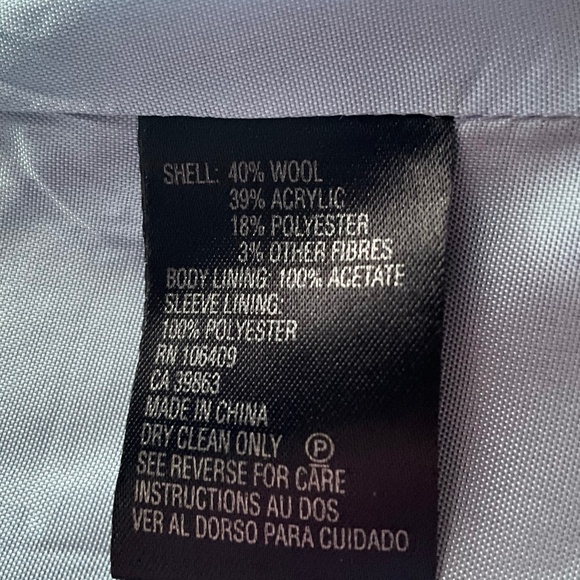 SHELL: 40% WOOL
39% ACRYLIC
18% POLYESTER
3% OTHER FIBRES
BODY LINING: 100% ACETATE
SLEEVE LINING:
100% POLYESTER
RN 106409
CA 39863
MADE IN CHINA
DRY CLEAN ONLY Ⓟ
SEE REVERSE FOR CARE
INSTRUCTIONS AU DOS
VER AL DORSO PARA CUIDADO